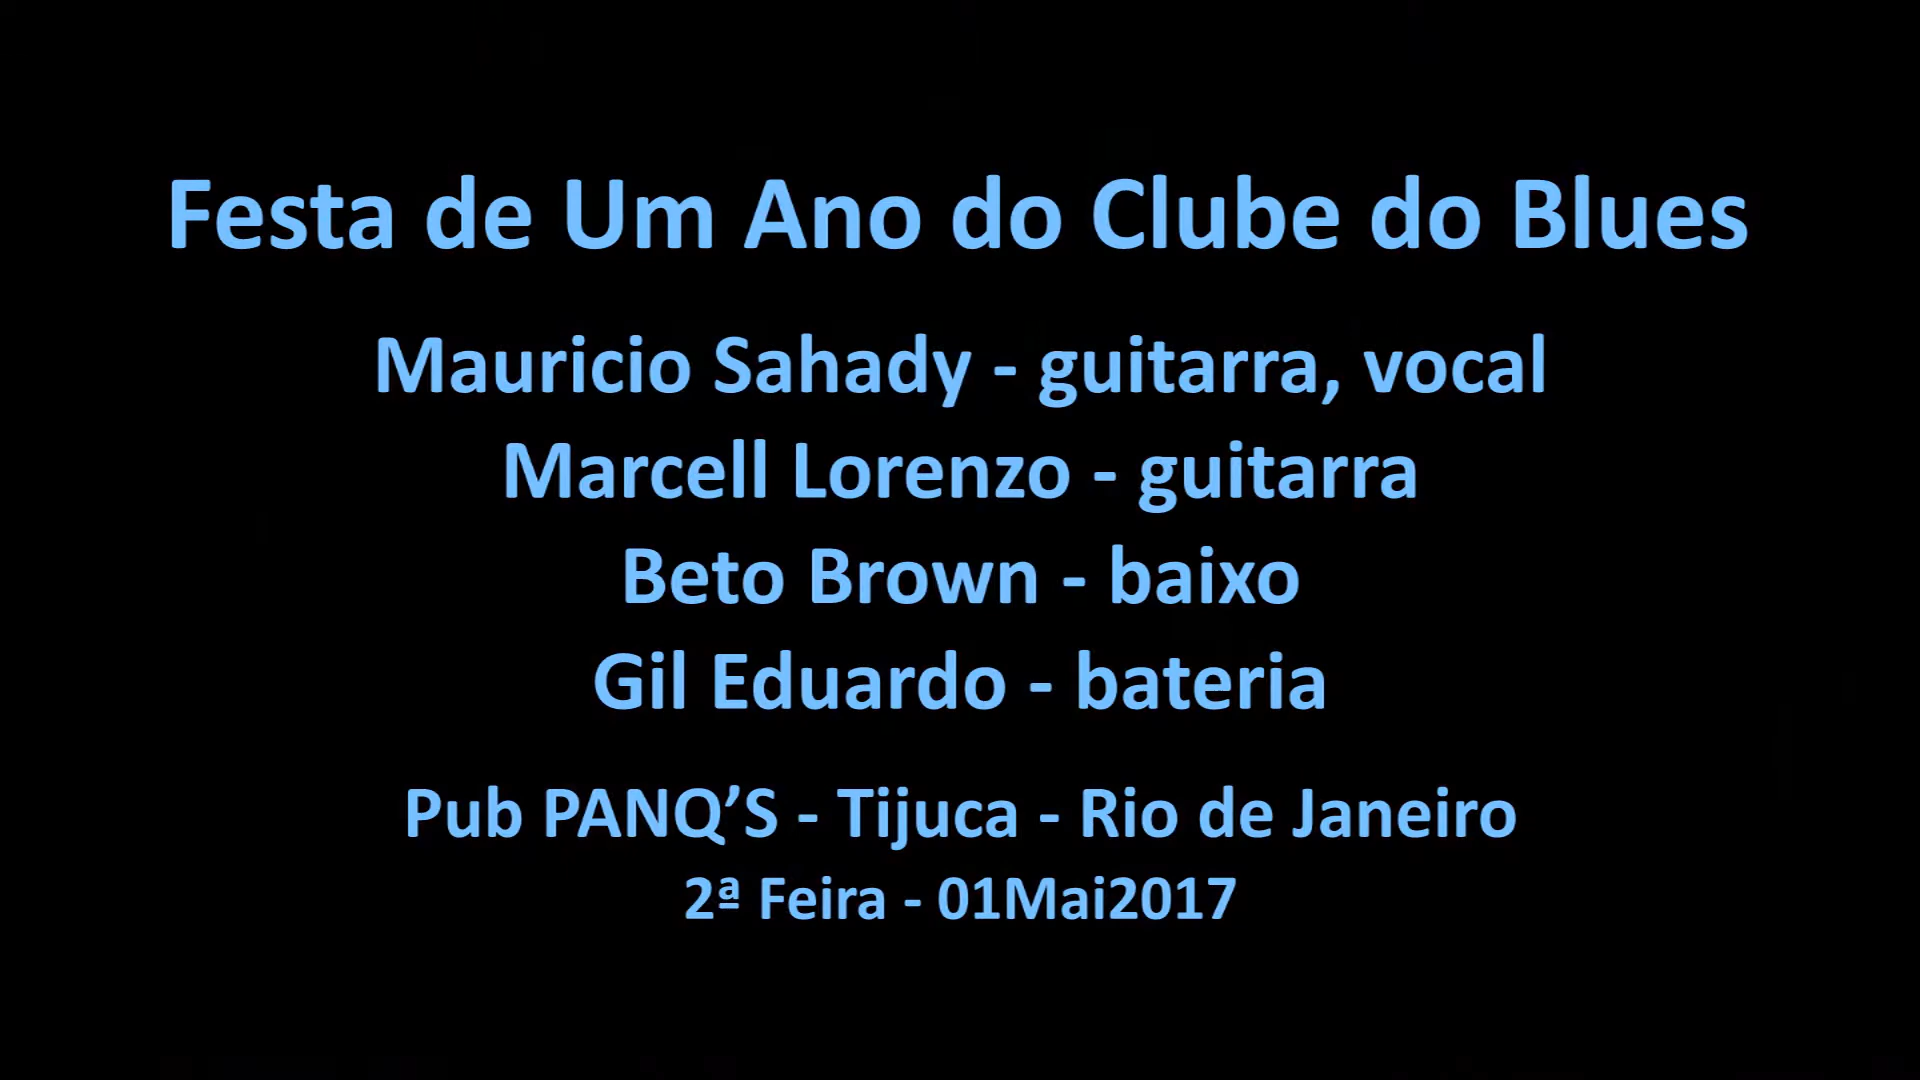 Festa de Um Ano do Clube do Blues
Mauricio Sahady - guitarra, vocal
Marcell Lorenzo - guitarra
Beto Brown - baixo
Gil Eduardo - bateria
Pub PANQ’S - Tijuca - Rio de Janeiro
2ª Feira - 01Mai2017